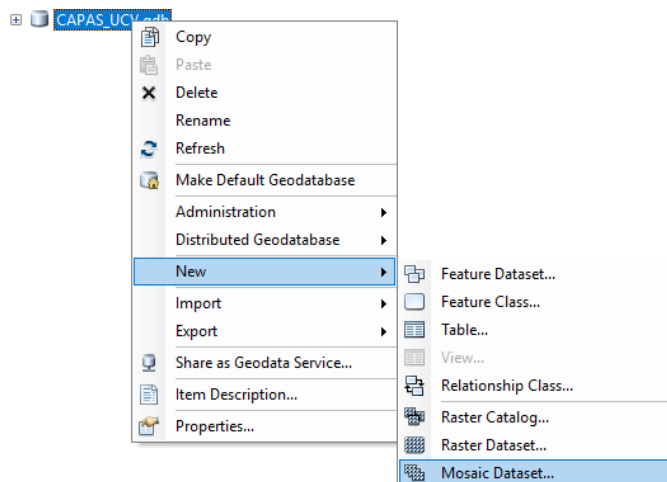 CAPAS_UCV.gdb
Copy
Paste
Delete
Rename
Refresh
Make Default Geodatabase
Administration
Distributed Geodatabase
New
Import
Export
Share as Geodata Service...
Item Description...
Properties...
Feature Dataset...
Feature Class...
Table...
View...
Relationship Class...
Raster Catalog...
Raster Dataset...
Mosaic Dataset...